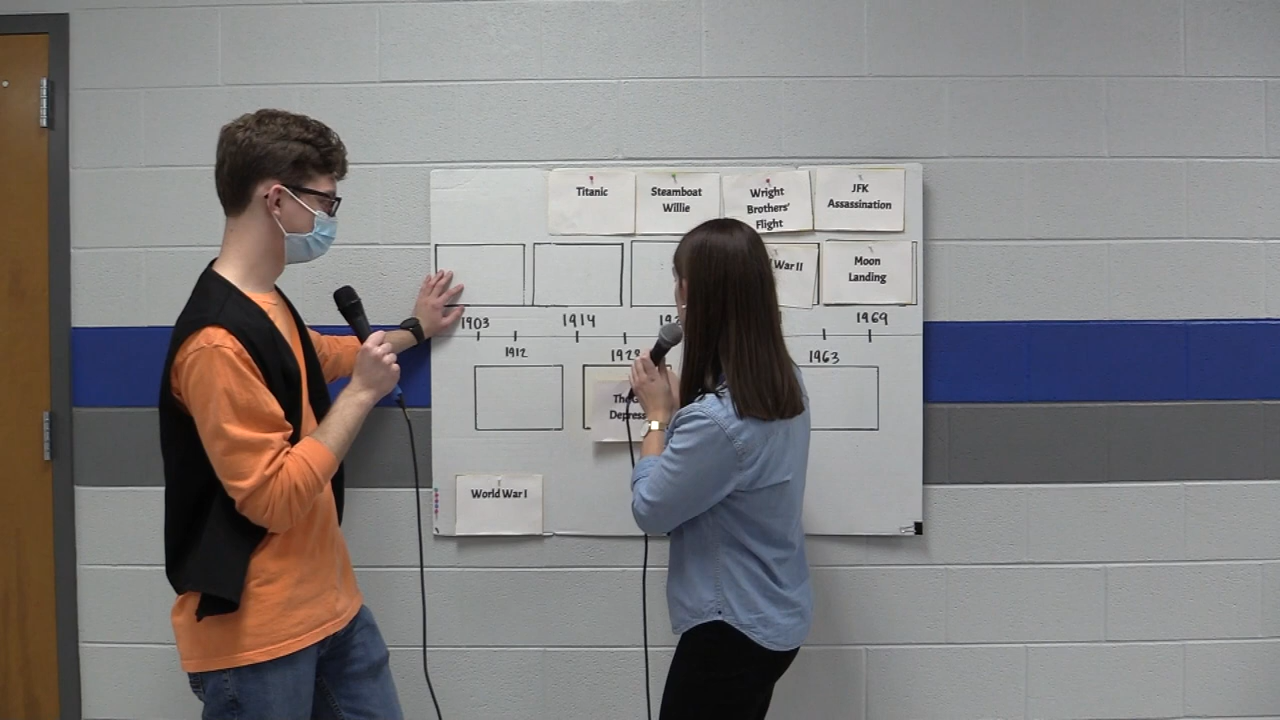 Titanic
Steamboat
Willie
Wright
Brothers'
Flight
JFK
Assassination
War II
Moon
Landing
1903
1914
1969
1912
1928
1963
The
World War I